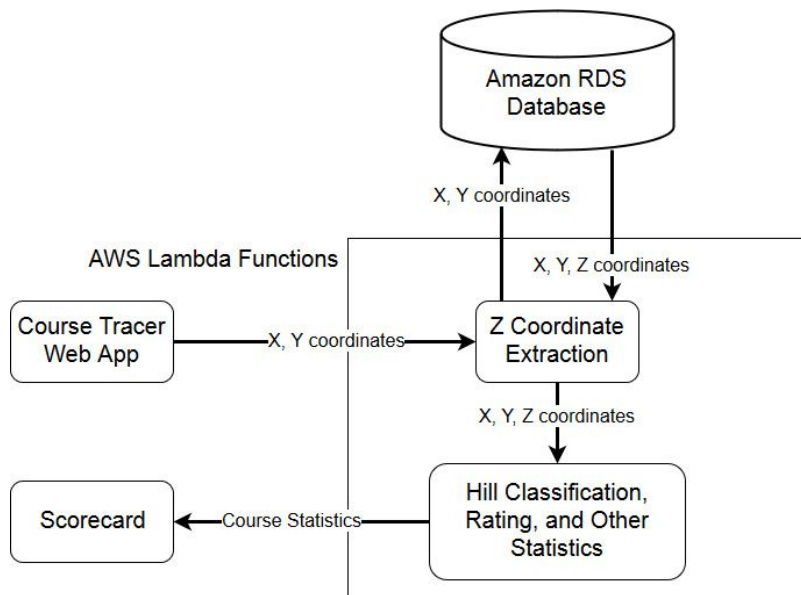 Amazon RDS
Database
X, Y coordinates
AWS Lambda Functions
X, Y, Z coordinates
Course Tracer
Web App
X, Y coordinates
Z Coordinate
Extraction
X, Y, Z coordinates
Scorecard
Course Statistics
Hill Classification,
Rating, and Other
Statistics